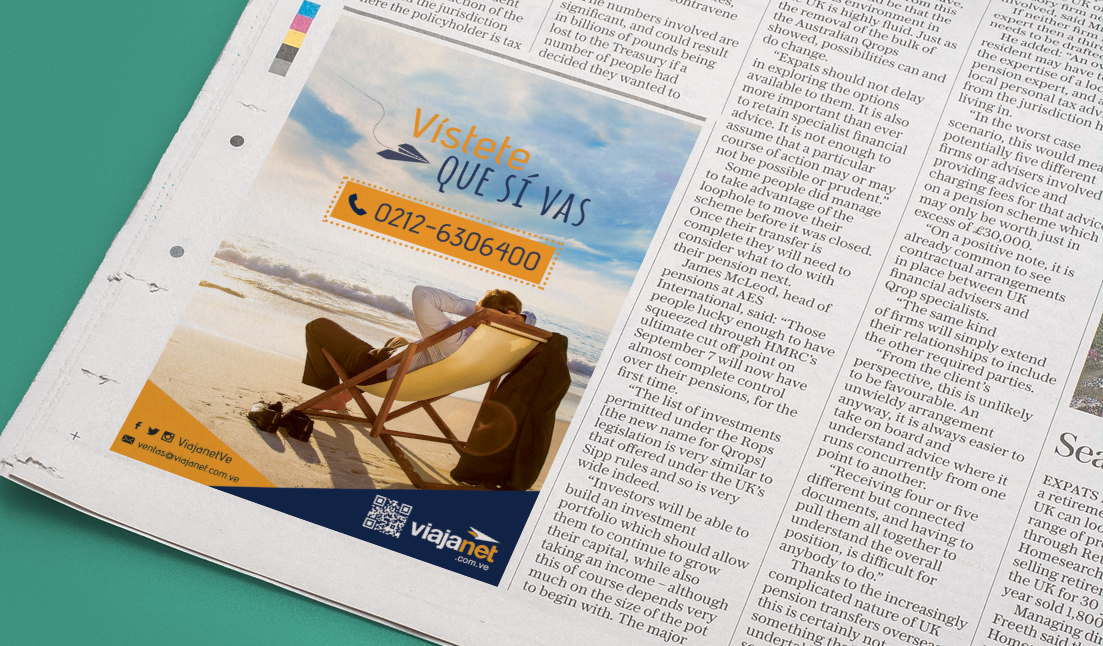 action of the
the jurisdiction
here the policyholder is tax
Vístete
QUE SÍ VAS
0212-6306400
ViajanetVe
ventas@viajanet.com.ve
viajanet
.com.ve
contravene
the numbers involved are
significant, and could result
in billions of pounds being
lost to the Treasury if a
number of people had
decided they wanted to
be that the
environment in
the UK is highly fluid. Just as
the removal of the bulk of
the Australian Qrops
showed, possibilities can and
do change.
“Expats should not delay
in exploring the options
available to them. It is also
more important than ever
to retain specialist financial
advice. It is not enough to
assume that a particular
course of action may or may
not be possible or prudent.”
Some people did manage
to take advantage of the
loophole to move their
scheme before it was closed.
Once their transfer is
complete they will need to
consider what to do with
their pension next.
James McLeod, head of
pensions at AES
International, said: “Those
people lucky enough to have
squeezed through HMRC’s
ultimate cut off point on
September 7 will now have
almost complete control
over their pensions, for the
first time.
“The list of investments
permitted under the Rops
[the new name for Qrops]
legislation is very similar to
that offered under the UK’s
Sipp rules and so is very
wide indeed.
“Investors will be able to
build an investment
portfolio which should allow
them to continue to grow
their capital, while also
taking an income – although
this of course depends very
much on the size of the pot
to begin with. The major
If neither
expert then a third
needs to be drafted
He added: “An
resident may have to
the expertise of a
pension expert, and
local personal tax
from the jurisdiction
living in.
“In the worst case
scenario, this would mean
potentially five different
firms or advisers involved
providing advice and
charging fees for that advice
on a pension scheme which
may only be worth just in
excess of £30,000.
“On a positive note, it is
already common to see
contractual arrangements
in place between UK
financial advisers and
Qrop specialists.
“The same kind
of firms will simply extend
their relationships to include
the other required parties.
“From the client’s
perspective, this is unlikely
to be favourable. An
unwieldy arrangement
anyway, it is always easier to
take on board and
understand advice where it
runs concurrently from one
point to another.
“Receiving four or five
different but connected
documents, and having to
pull them all together to
understand the overall
position, is difficult for
anybody to do.”
Thanks to the increasingly
complicated nature of UK
pension transfers overseas
this is certainly not
something that
Sea
EXPATS
a retirement
UK can
range of
through
Homesearch
selling
the UK for 30
year sold 1,800
Managing
Freeth said